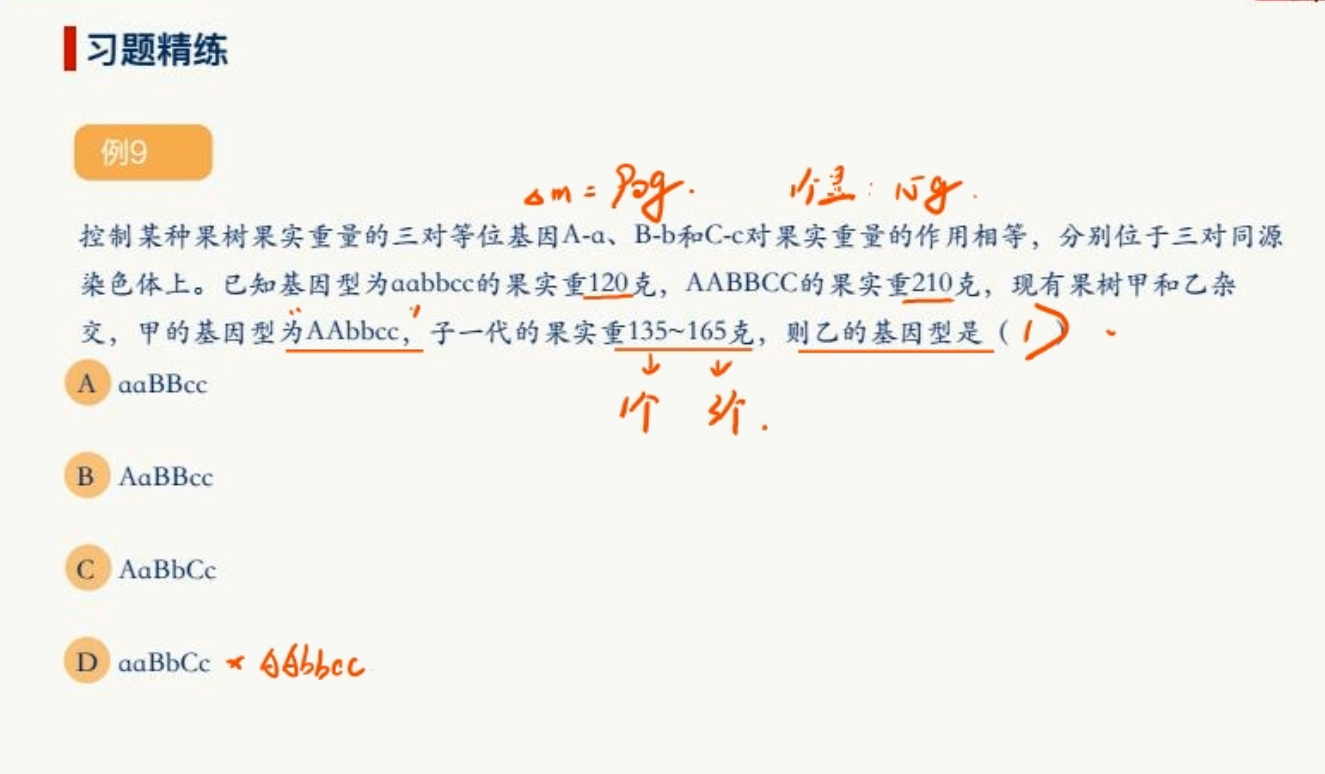 习题精练
例9
△m = 90g. 1个显: 15g.
控制某种果树果实重量的三对等位基因A-a、B-b和C-c对果实重量的作用相等，分别位于三对同源
染色体上。已知基因型为aabbcc的果实重120克，AABBCC的果实重210克，现有果树甲和乙杂
交，甲的基因型为AAbbcc，子一代的果实重135~165克，则乙的基因型是（ D ）
A aaBBcc
1个 3个.
B AaBBcc
C AaBbCc
D aaBbCc × AAbbcc